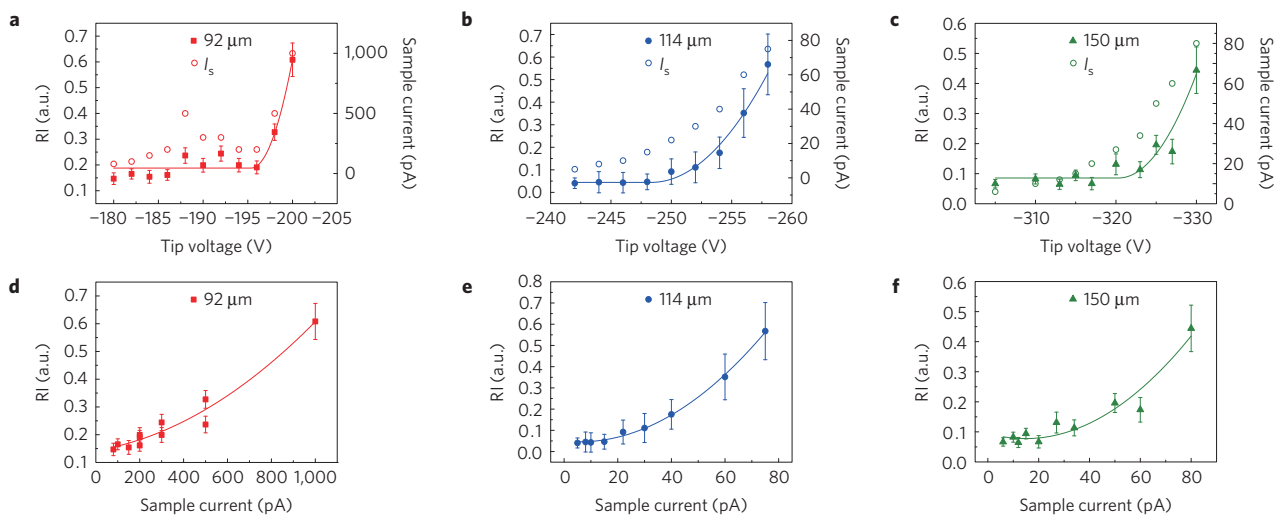 a
0.7
0.6
0.5
0.4
0.3
0.2
0.1
RI (a.u.)
92 μm
Is
1,000
500
0
Sample current (pA)
−180
−185
−190
−195
−200
−205
Tip voltage (V)
b
0.7
0.6
0.5
0.4
0.3
0.2
0.1
0.0
RI (a.u.)
114 μm
Is
80
60
40
20
0
Sample current (pA)
−240
−245
−250
−255
−260
Tip voltage (V)
c
0.6
0.5
0.4
0.3
0.2
0.1
0.0
RI (a.u.)
150 μm
Is
80
60
40
20
0
Sample current (pA)
−310
−320
−330
Tip voltage (V)
d
0.7
0.6
0.5
0.4
0.3
0.2
0.1
RI (a.u.)
92 μm
0
200
400
600
800
1,000
Sample current (pA)
e
0.7
0.6
0.5
0.4
0.3
0.2
0.1
0.0
RI (a.u.)
114 μm
0
20
40
60
80
Sample current (pA)
f
0.6
0.5
0.4
0.3
0.2
0.1
0.0
RI (a.u.)
150 μm
0
20
40
60
80
Sample current (pA)